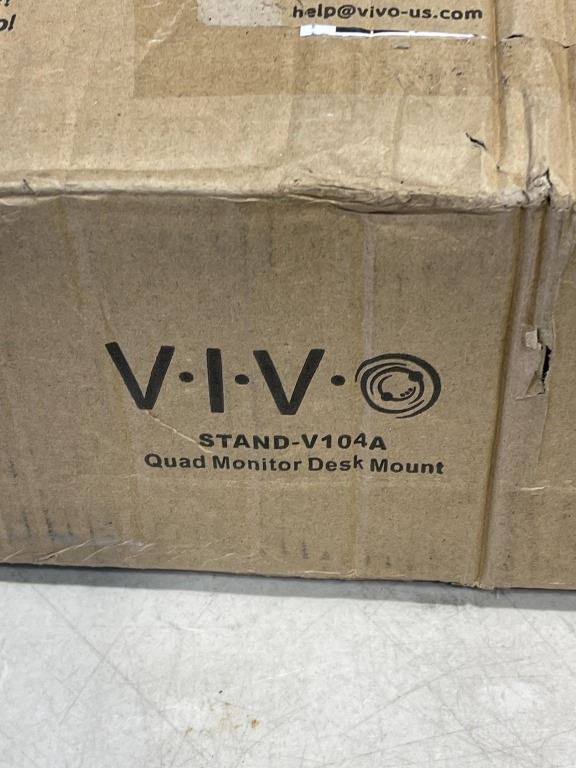 help@vivo-us.com
V·I·V·O
STAND-V104A
Quad Monitor Desk Mount